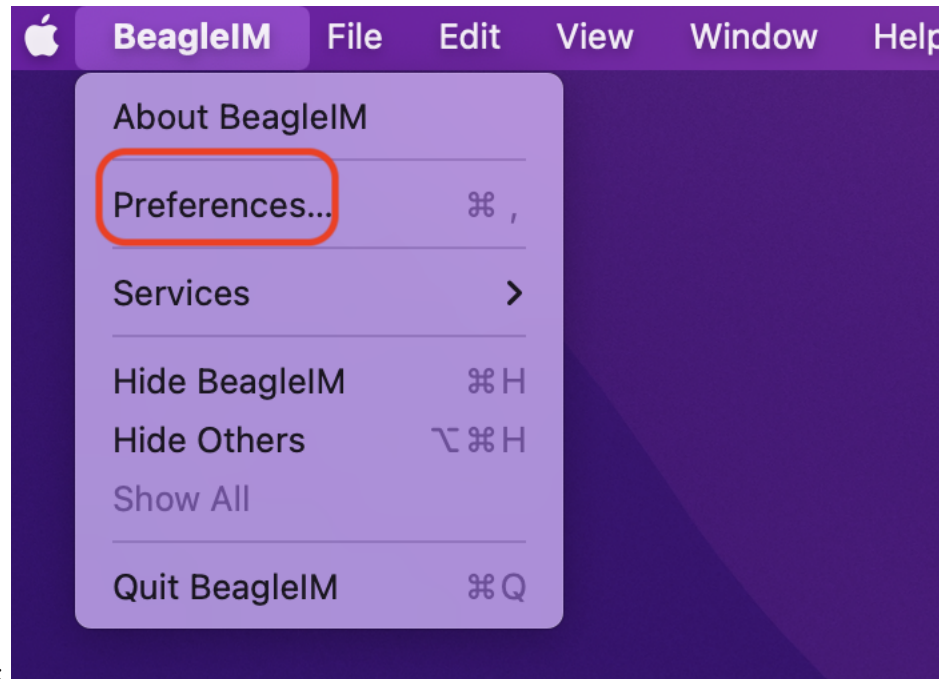 BeagleIM File Edit View Window Help
About BeagleIM
Preferences... ⌘ ,
Services
Hide BeagleIM ⌘H
Hide Others ⌥⌘H
Show All
Quit BeagleIM ⌘Q